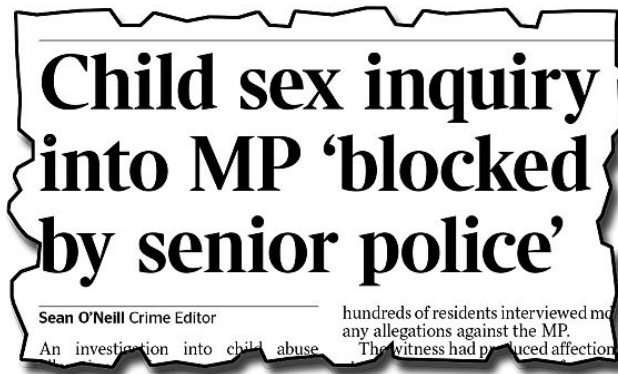 Child sex inquiry
into MP ‘blocked
by senior police’
Sean O’Neill Crime Editor
An investigation into child abuse
hundreds of residents interviewed
any allegations against the MP.
The witness had produced affection